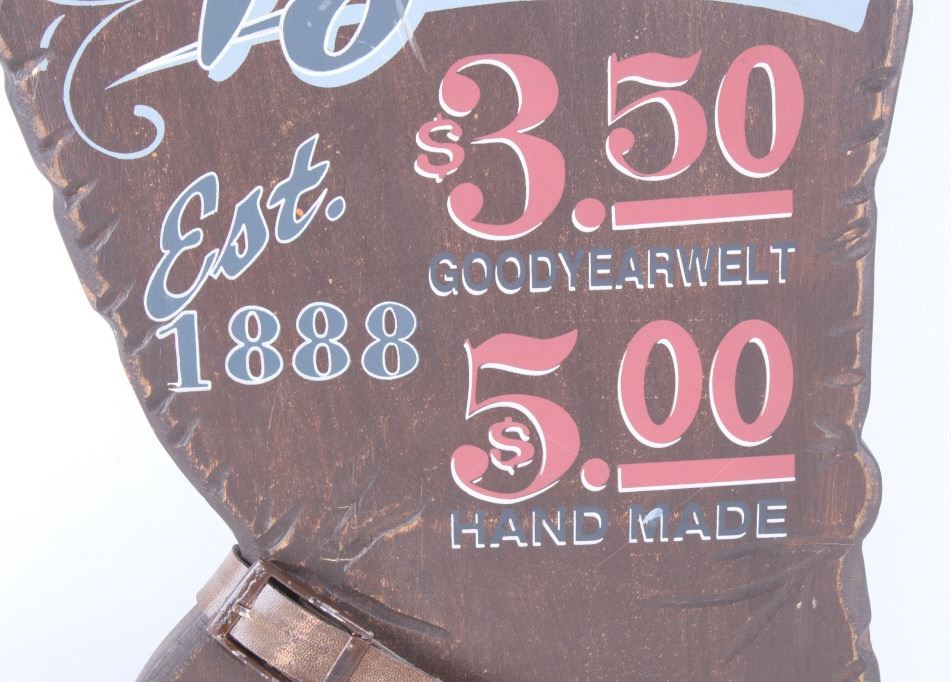 $3.50
GOODYEARWELT
Est.
1888
$5.00
HAND MADE